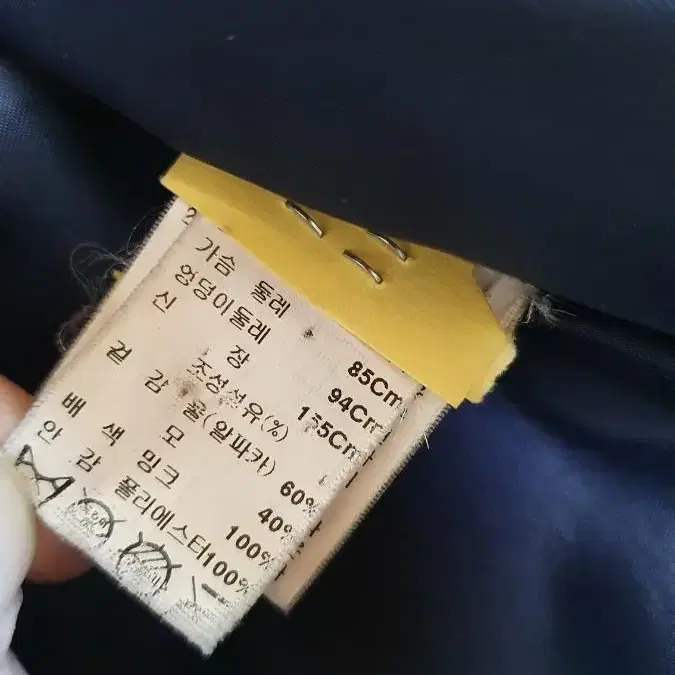 2
가슴 둘레 85Cm
엉덩이둘레 94Cm
신 장 155Cm
조성섬유(%)
겉 감 울(알파카) 60%
모 40%
배 색 밍크 100%
안 감 폴리에스터100%